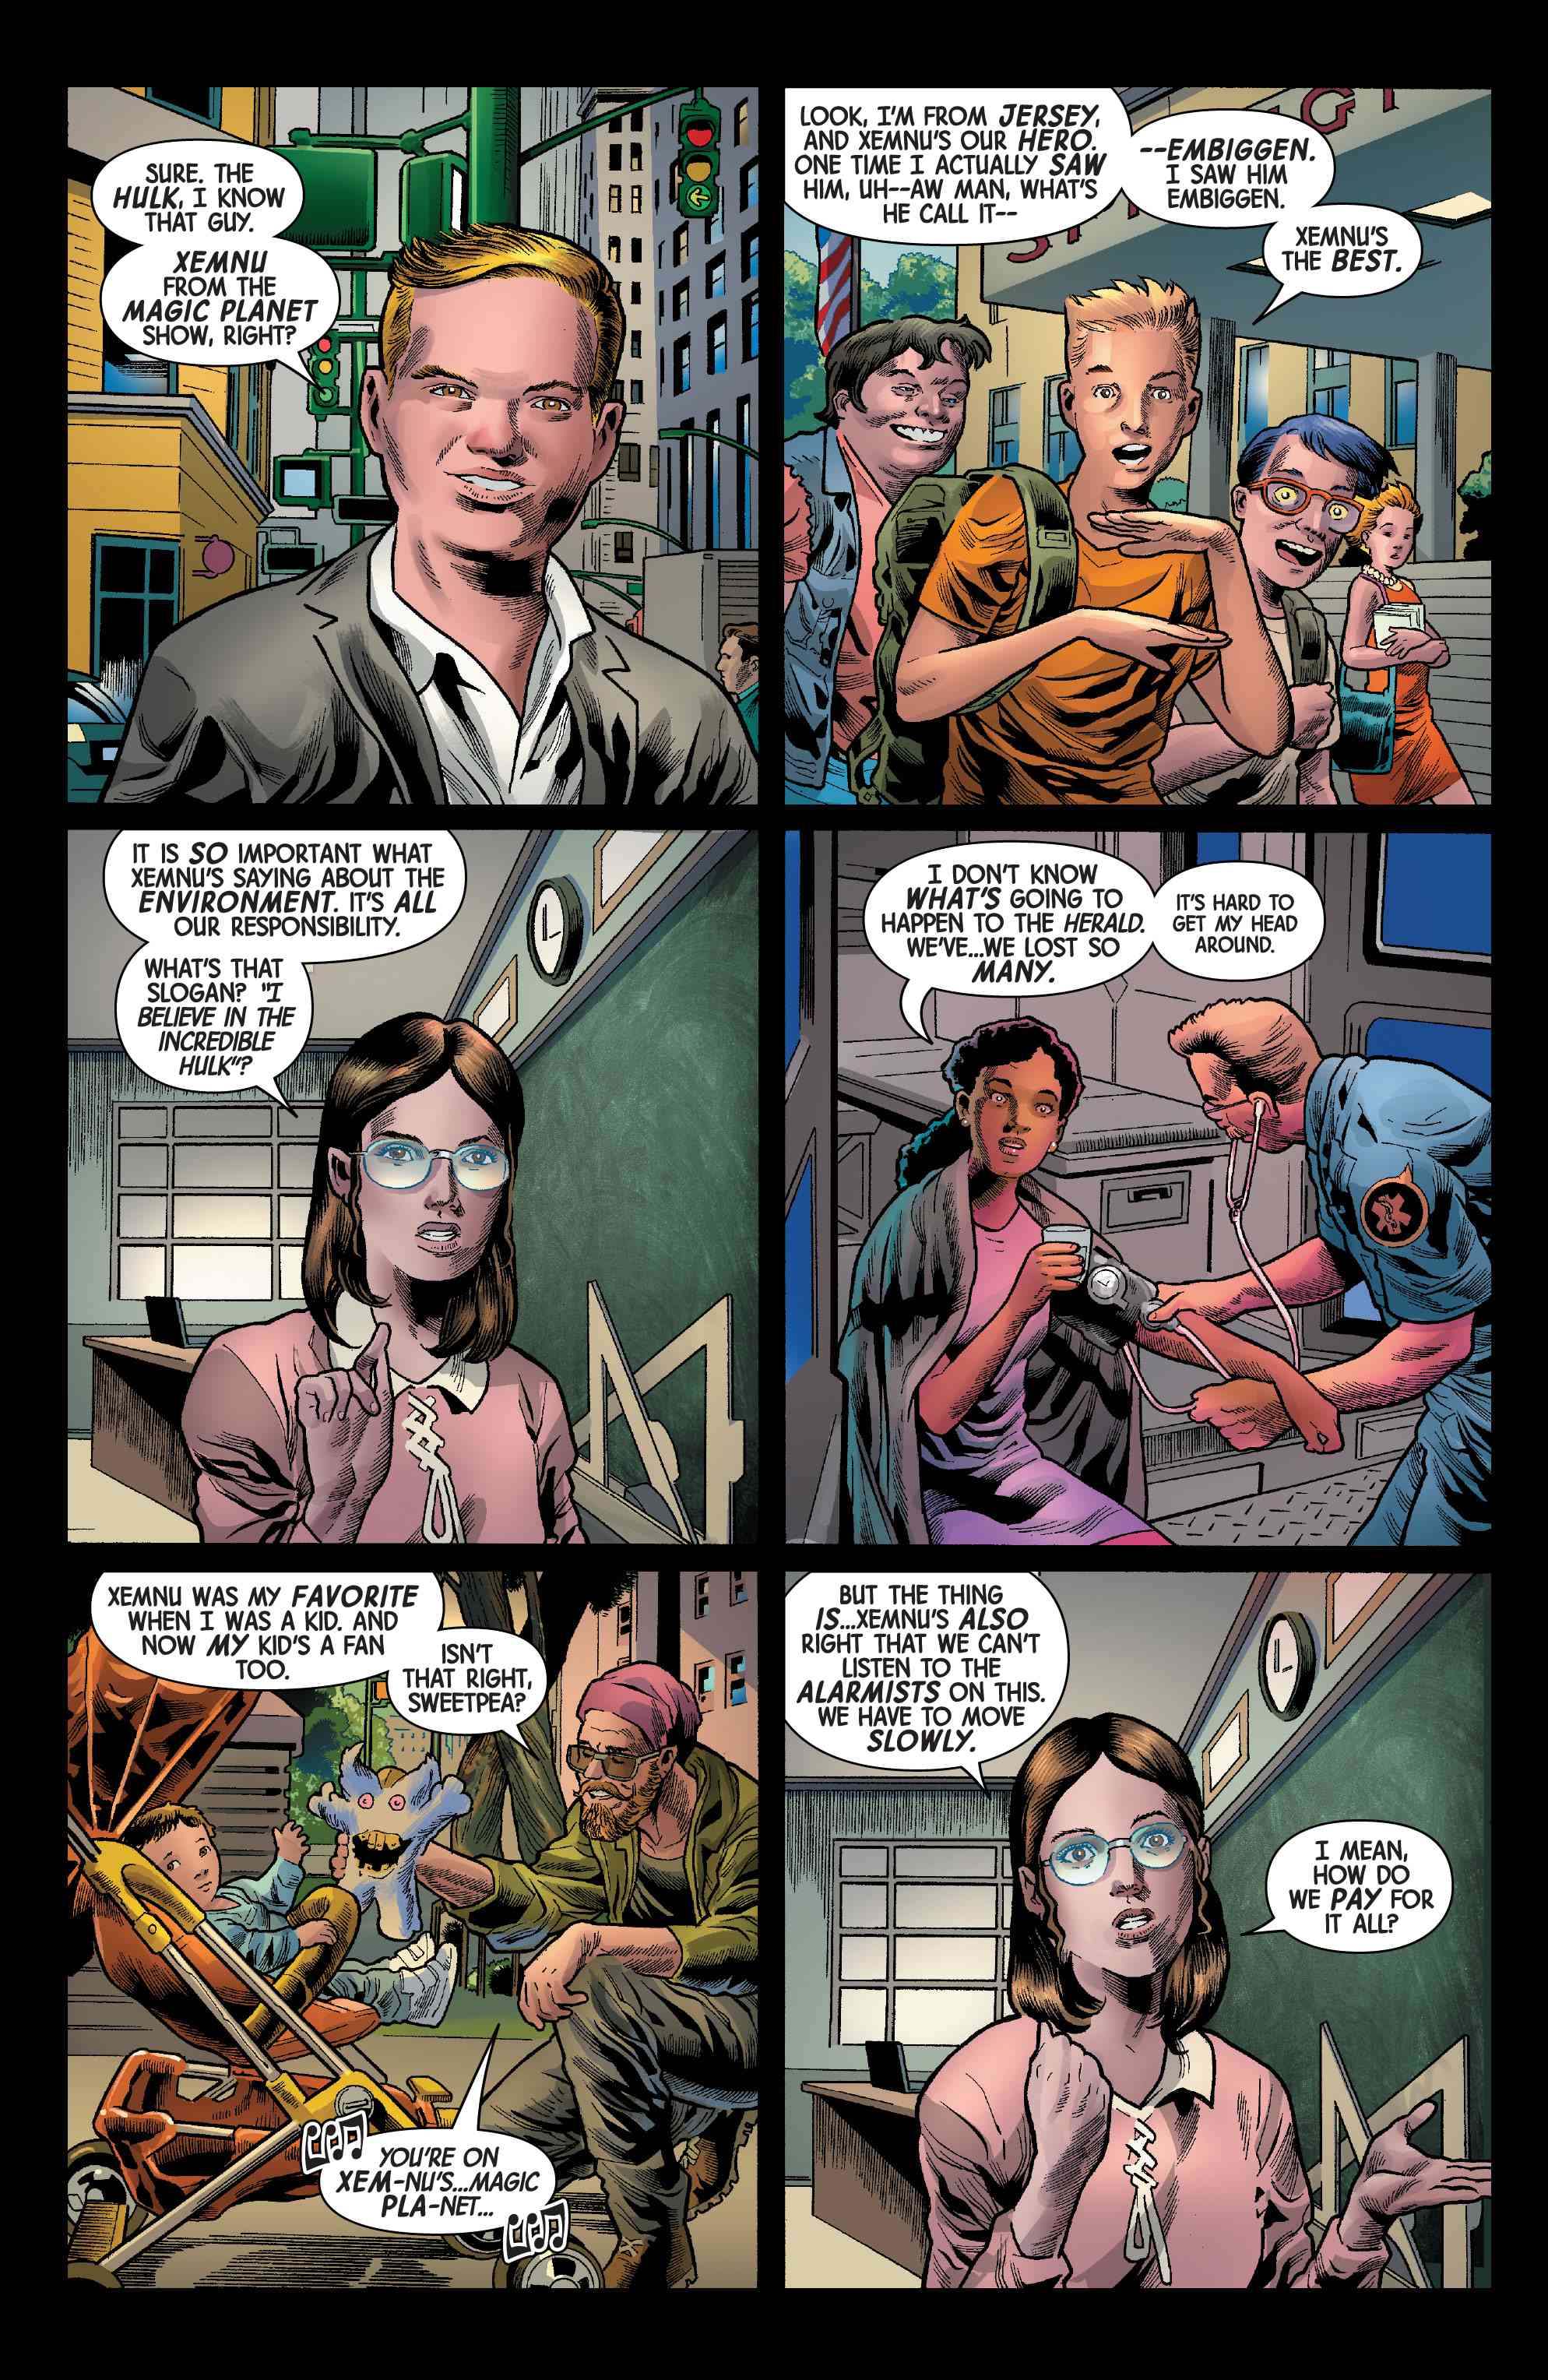 SURE. THE
HULK, I KNOW
THAT GUY.
XEMNU
FROM THE
MAGIC PLANET
SHOW, RIGHT?
LOOK, I'M FROM JERSEY,
AND XEMNU'S OUR HERO.
ONE TIME I ACTUALLY SAW
HIM, UH--AW MAN, WHAT'S
HE CALL IT--
--EMBIGGEN.
I SAW HIM
EMBIGGEN.
XEMNU'S
THE BEST.
IT IS SO IMPORTANT WHAT
XEMNU'S SAYING ABOUT THE
ENVIRONMENT. IT'S ALL
OUR RESPONSIBILITY.
WHAT'S THAT
SLOGAN? "I
BELIEVE IN THE
INCREDIBLE
HULK"?
I DON'T KNOW
WHAT'S GOING TO
HAPPEN TO THE HERALD.
WE'VE...WE LOST SO
MANY.
IT'S HARD TO
GET MY HEAD
AROUND.
XEMNU WAS MY FAVORITE
WHEN I WAS A KID. AND
NOW MY KID'S A FAN
TOO.
ISN'T
THAT RIGHT,
SWEETPEA?
YOU'RE ON
XEM-NU'S...MAGIC
PLA-NET...
BUT THE THING
IS...XEMNU'S ALSO
RIGHT THAT WE CAN'T
LISTEN TO THE
ALARMISTS ON THIS.
WE HAVE TO MOVE
SLOWLY.
I MEAN,
HOW DO
WE PAY FOR
IT ALL?